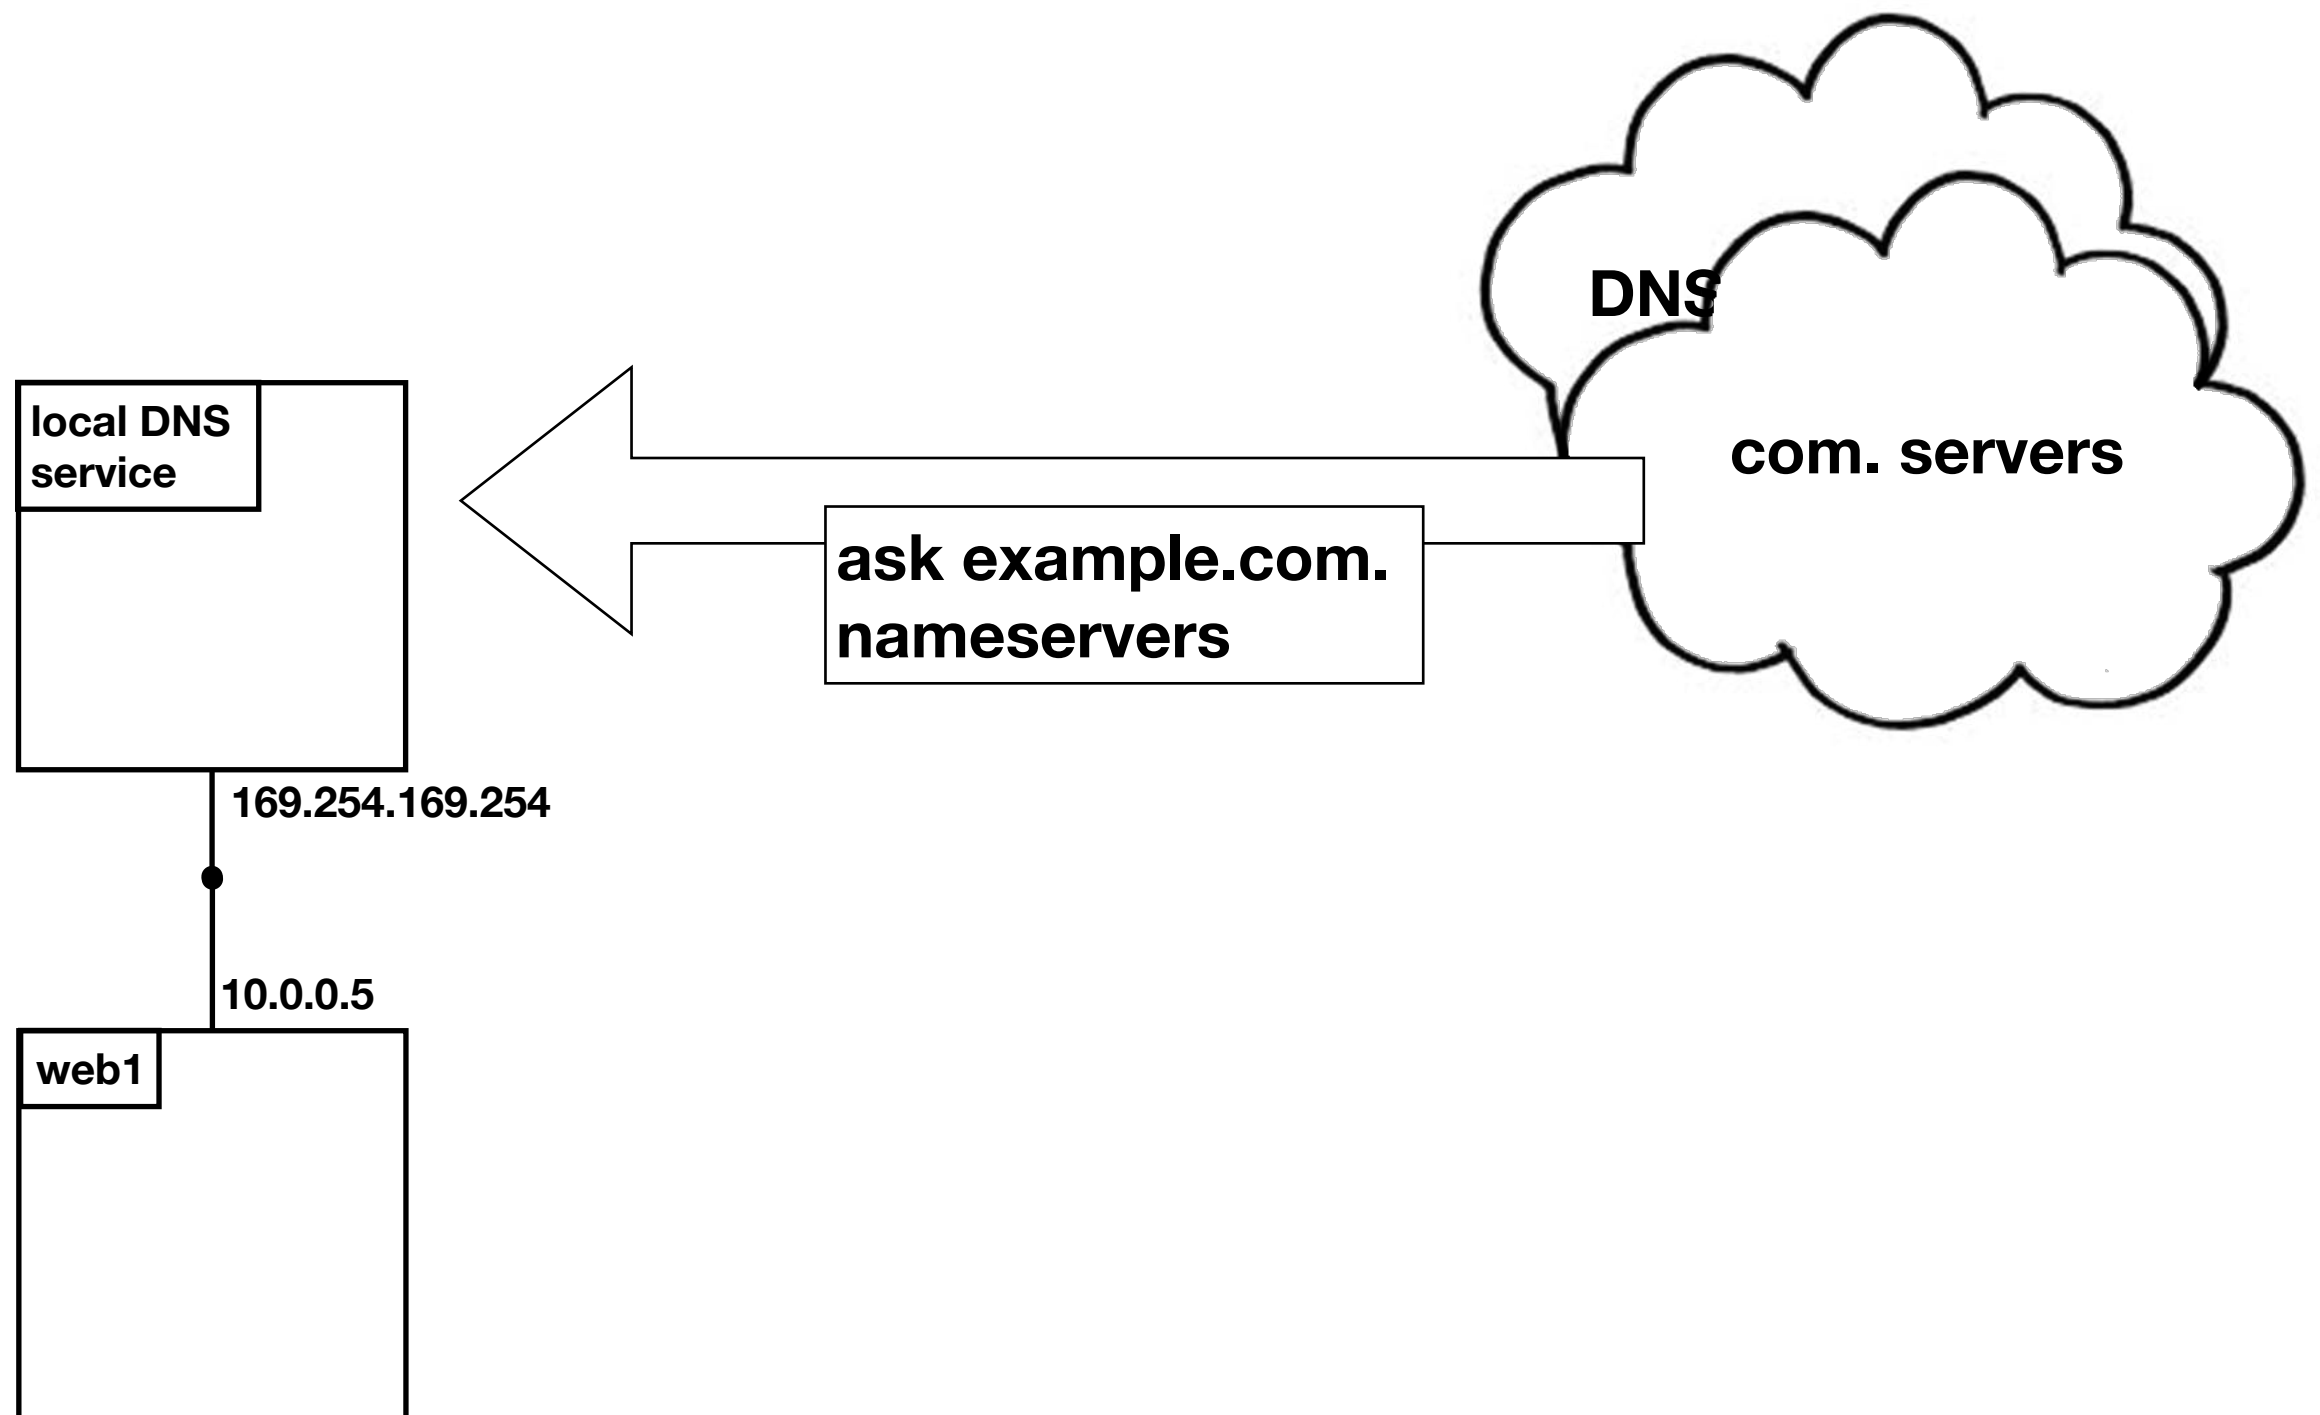 DNS
com. servers
local DNS
service
ask example.com.
nameservers
169.254.169.254
10.0.0.5
web1